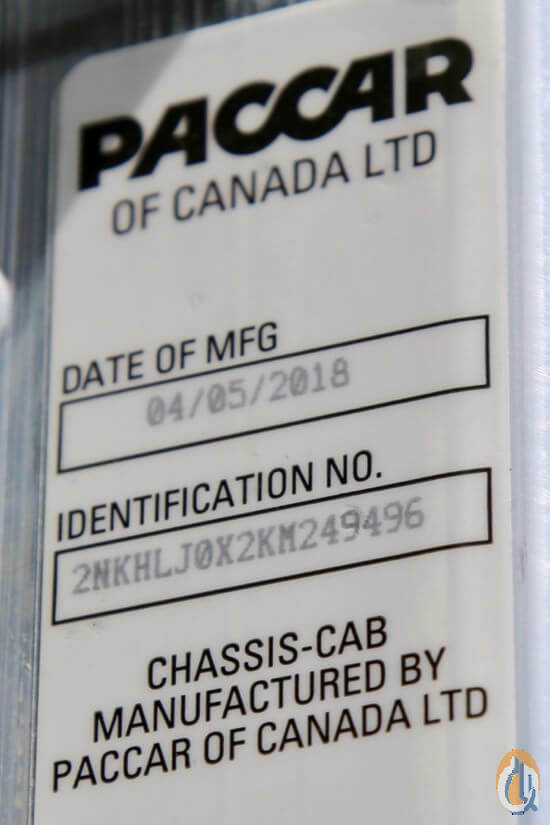 PACCAR
OF CANADA LTD
DATE OF MFG
04/05/2018
IDENTIFICATION NO.
2NKHLJ0X2KM249496
CHASSIS-CAB
MANUFACTURED BY
PACCAR OF CANADA LTD